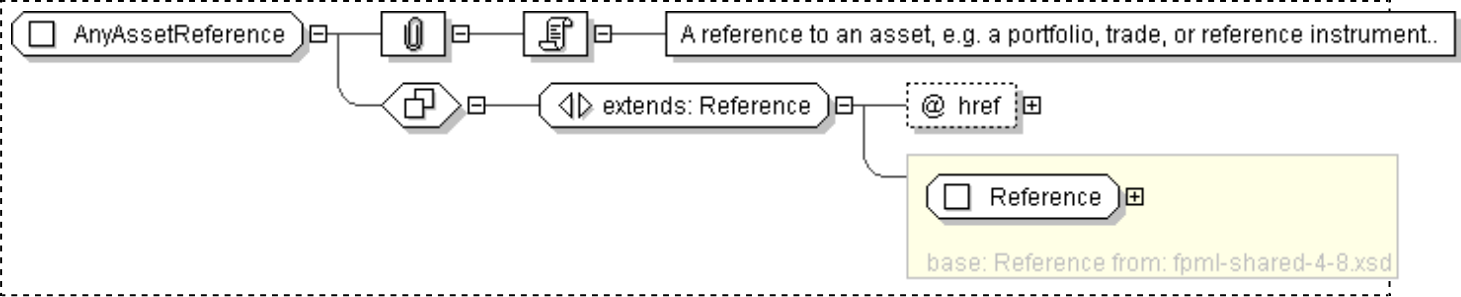 AnyAssetReference
A reference to an asset, e.g. a portfolio, trade, or reference instrument..
extends: Reference
@ href
Reference
base: Reference from: fpml-shared-4-8.xsd